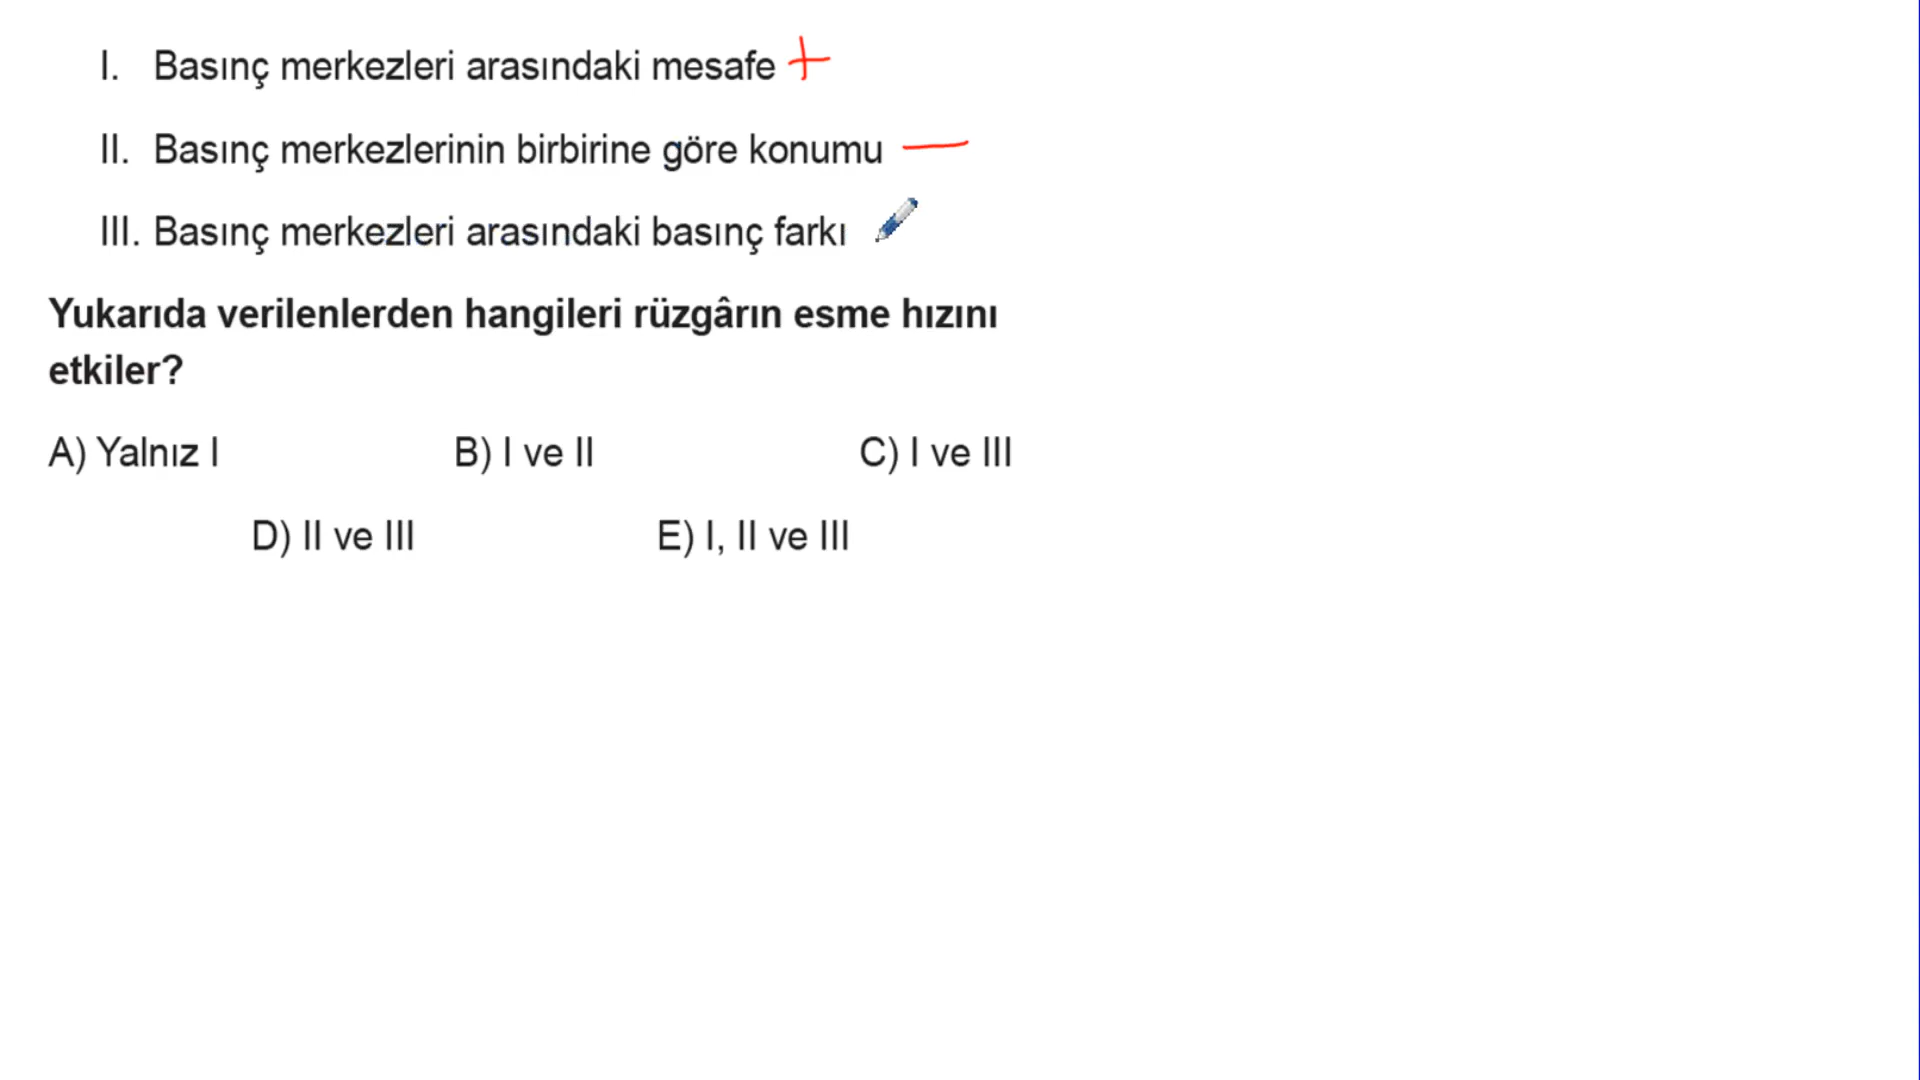 I. Basınç merkezleri arasındaki mesafe +
II. Basınç merkezlerinin birbirine göre konumu —
III. Basınç merkezleri arasındaki basınç farkı
Yukarıda verilenlerden hangileri rüzgârın esme hızını
etkiler?
A) Yalnız I B) I ve II C) I ve III
D) II ve III E) I, II ve III